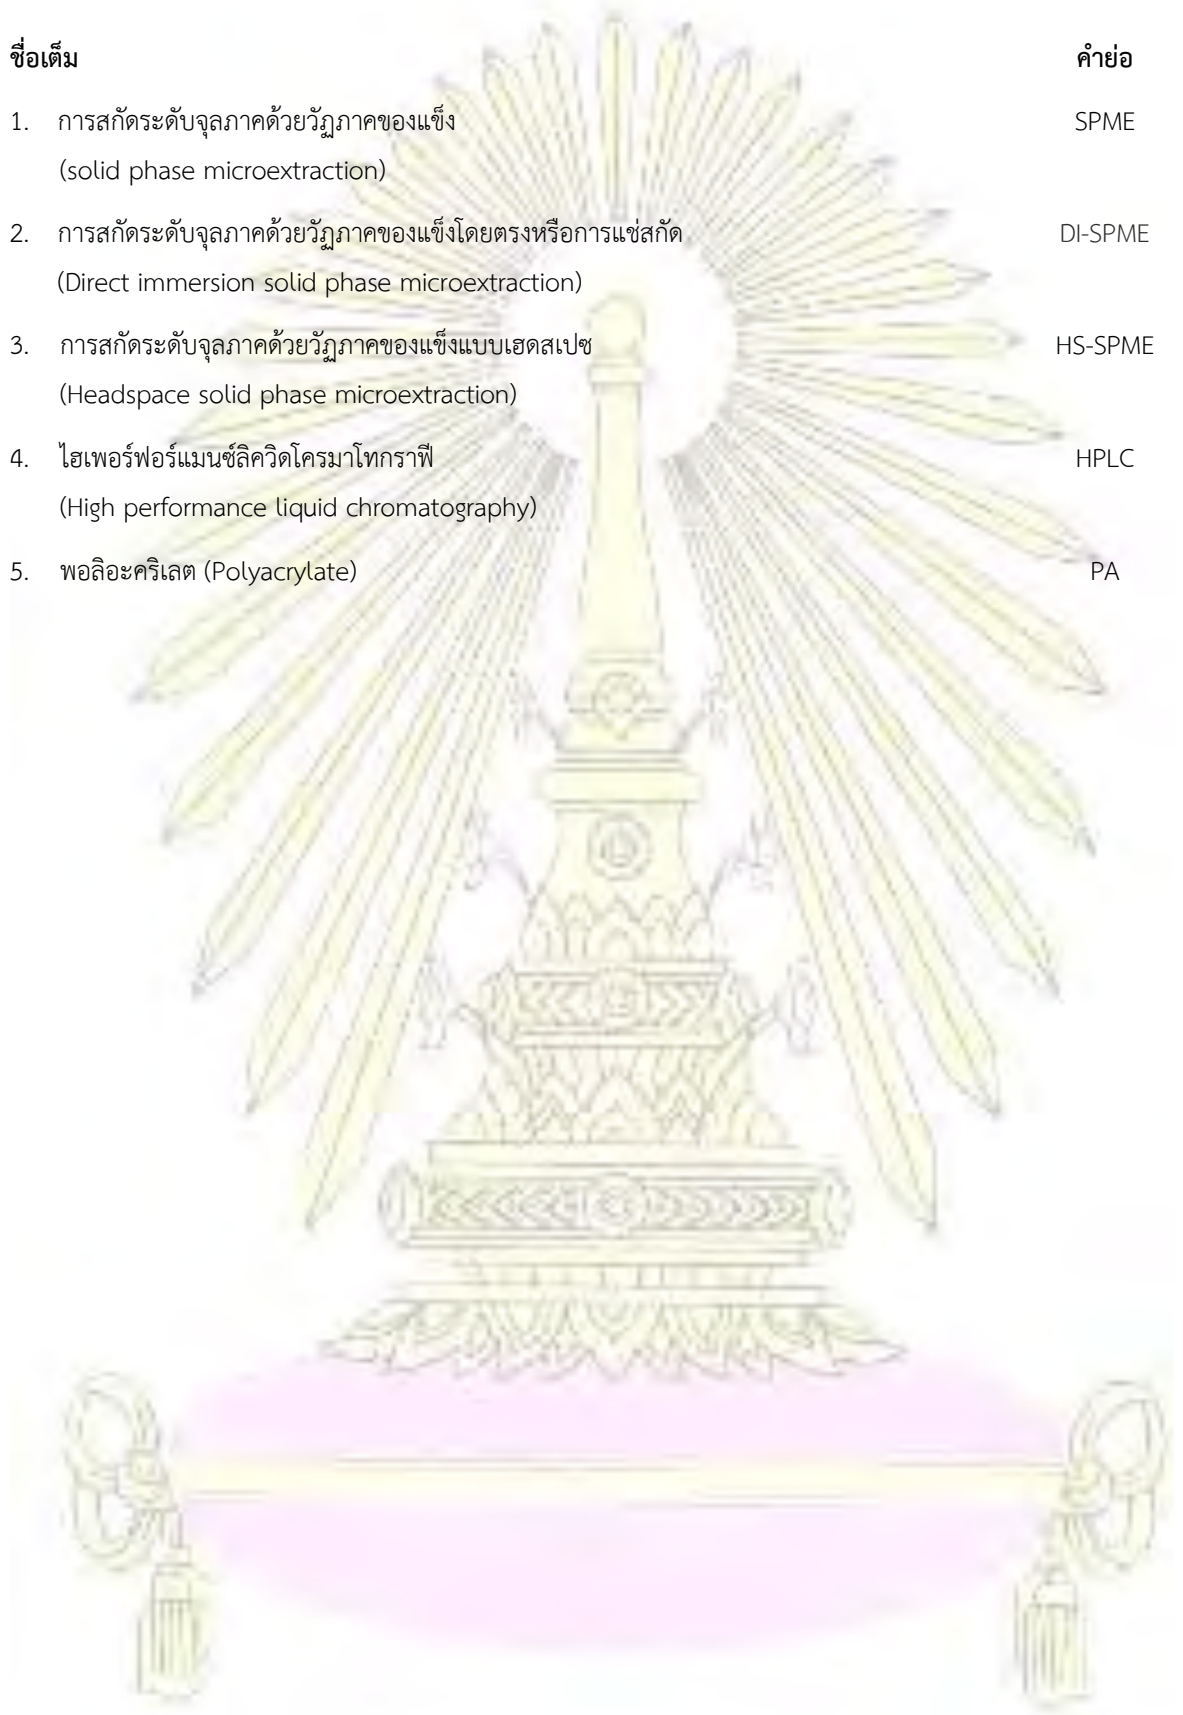 ชื่อเต็ม คำย่อ
1. การสกัดระดับจุลภาคด้วยวัฏภาคของแข็ง SPME
(solid phase microextraction)
2. การสกัดระดับจุลภาคด้วยวัฏภาคของแข็งโดยตรงหรือการแช่สกัด DI-SPME
(Direct immersion solid phase microextraction)
3. การสกัดระดับจุลภาคด้วยวัฏภาคของแข็งแบบเฮดสเปซ HS-SPME
(Headspace solid phase microextraction)
4. ไฮเพอร์ฟอร์แมนซ์ลิควิดโครมาโทกราฟี HPLC
(High performance liquid chromatography)
5. พอลิอะคริเลต (Polyacrylate) PA